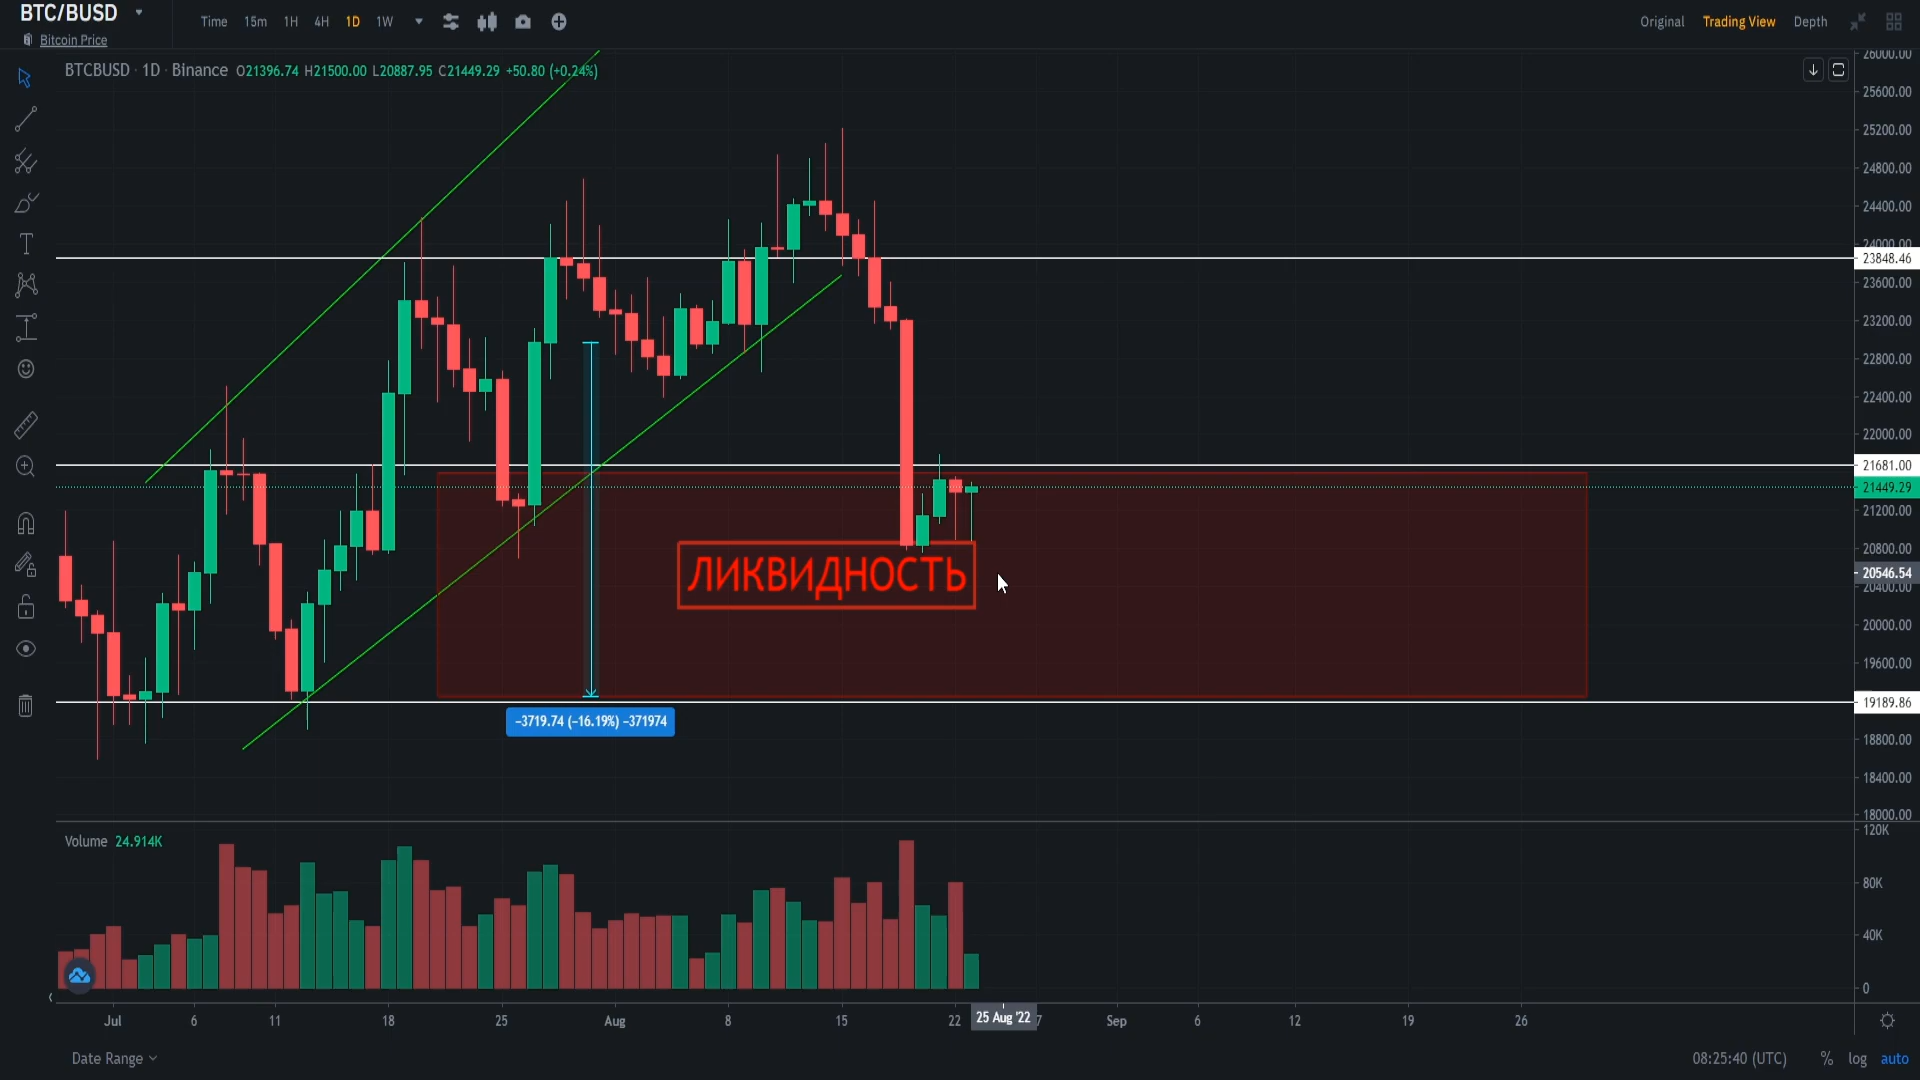 BTC/BUSD
Bitcoin Price
Time 15m 1H 4H 1D 1W
Original Trading View Depth
BTCBUSD · 1D · Binance O21396.74 H21500.00 L20887.95 C21449.29 +50.80 (+0.24%)
26000.00
25600.00
25200.00
24800.00
24400.00
24000.00
23848.46
23600.00
23200.00
22800.00
22400.00
22000.00
21681.00
21449.29
21200.00
20800.00
ЛИКВИДНОСТЬ
20546.54
20400.00
20000.00
19600.00
19189.86
−3719.74 (−16.19%) −371974
18800.00
18400.00
18000.00
Volume 24.914K
120K
80K
40K
0
Jul 6 11 18 25 Aug 8 15 22 25 Aug '22 7 Sep 6 12 19 26
Date Range
08:25:40 (UTC) % log auto